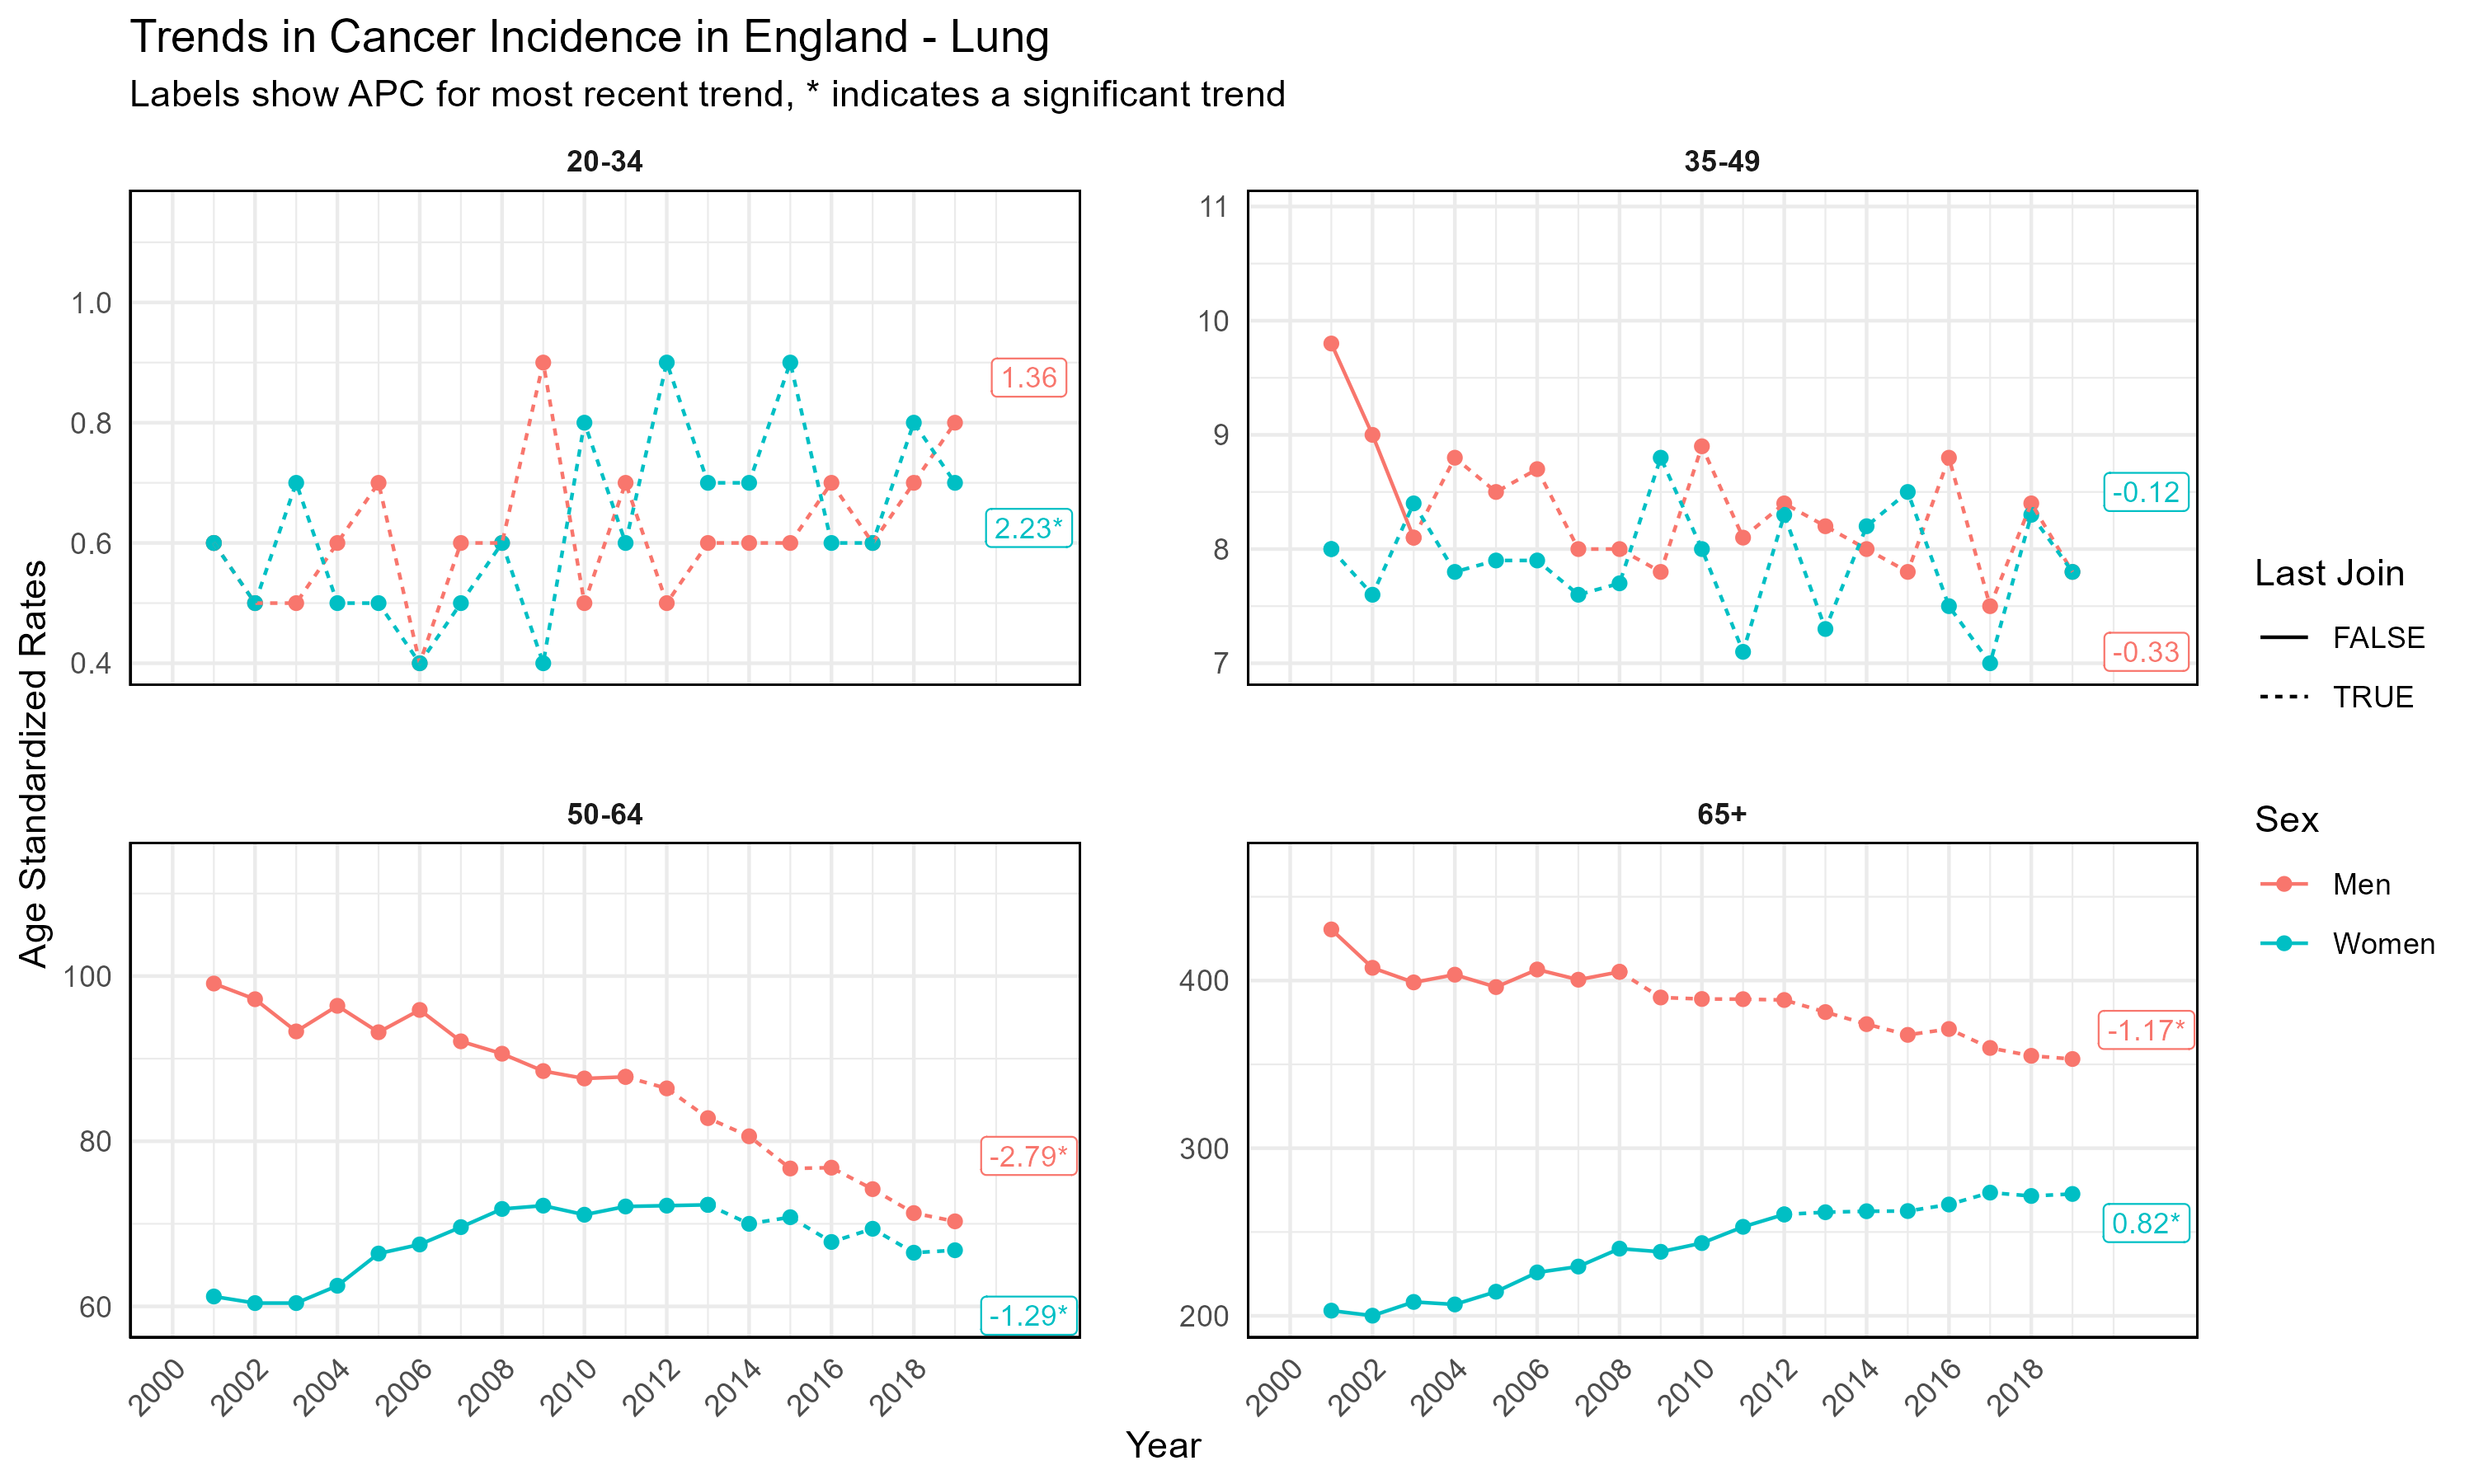 Trends in Cancer Incidence in England - Lung
Labels show APC for most recent trend, * indicates a significant trend
Age Standardized Rates
20-34
1.0
0.8
0.6
0.4
1.36
2.23*
35-49
11
10
9
8
7
-0.12
-0.33
50-64
100
80
60
-2.79*
-1.29*
2000 2002 2004 2006 2008 2010 2012 2014 2016 2018
65+
400
300
200
-1.17*
0.82*
2000 2002 2004 2006 2008 2010 2012 2014 2016 2018
Year
Last Join
FALSE
TRUE
Sex
Men
Women